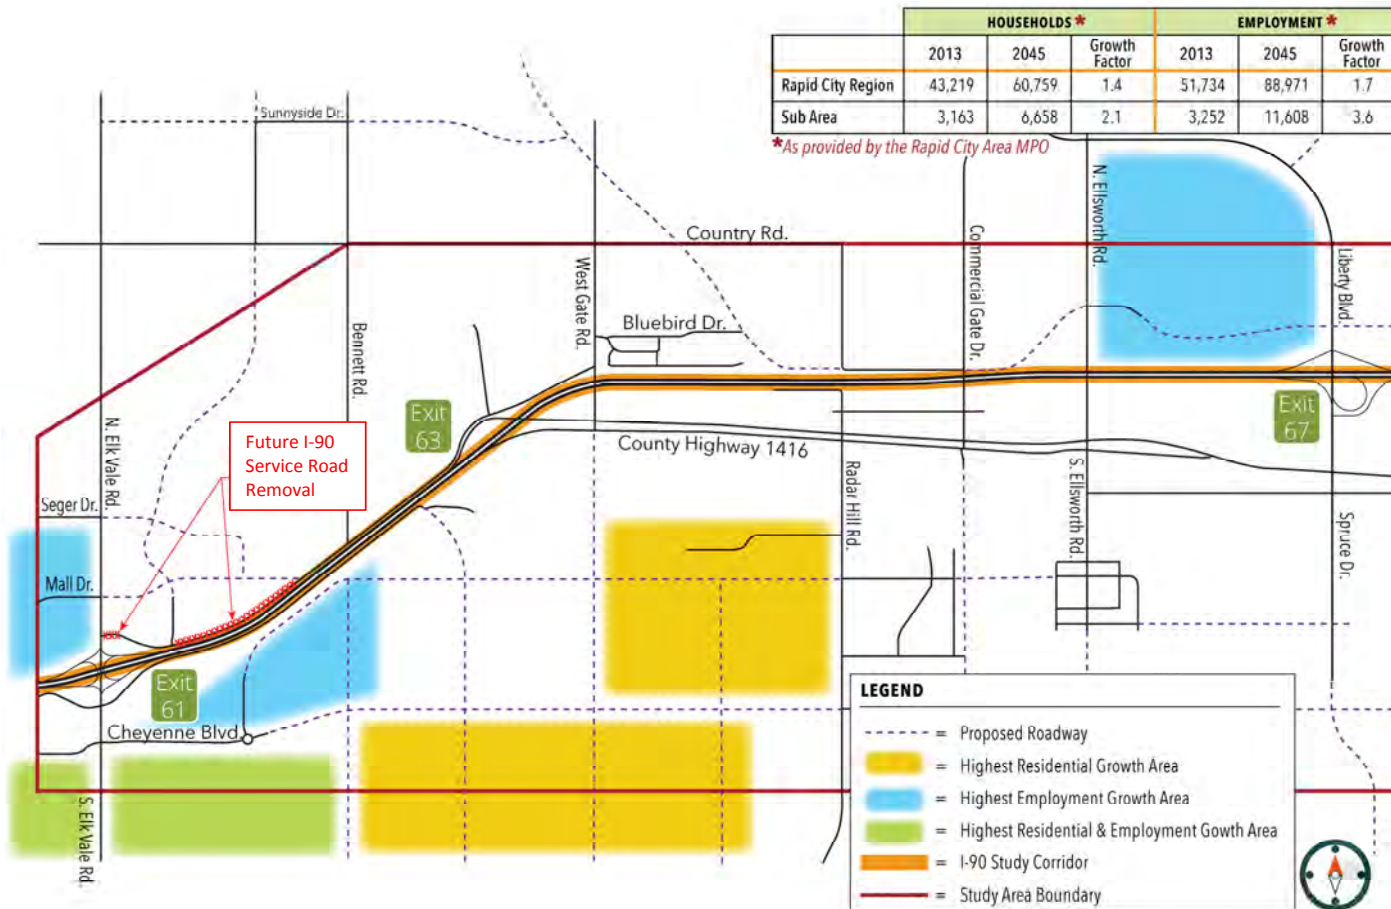 HOUSEHOLDS * EMPLOYMENT *
2013 2045 Growth Factor 2013 2045 Growth Factor
Rapid City Region 43,219 60,759 1.4 51,734 88,971 1.7
Sub Area 3,163 6,658 2.1 3,252 11,608 3.6
*As provided by the Rapid City Area MPO
Sunnyside Dr.
Country Rd.
N. Ellsworth Rd.
Commercial Gate Dr.
Liberty Blvd.
West Gate Rd.
Bennett Rd.
Bluebird Dr.
Exit
63
Exit
67
County Highway 1416
N. Elk Vale Rd.
Future I-90
Service Road
Removal
Radar Hill Rd.
S. Ellsworth Rd.
Spruce Dr.
Seger Dr.
Mall Dr.
Exit
61
Cheyenne Blvd.
S. Elk Vale Rd.
LEGEND
= Proposed Roadway
= Highest Residential Growth Area
= Highest Employment Growth Area
= Highest Residential & Employment Gowth Area
= I-90 Study Corridor
= Study Area Boundary